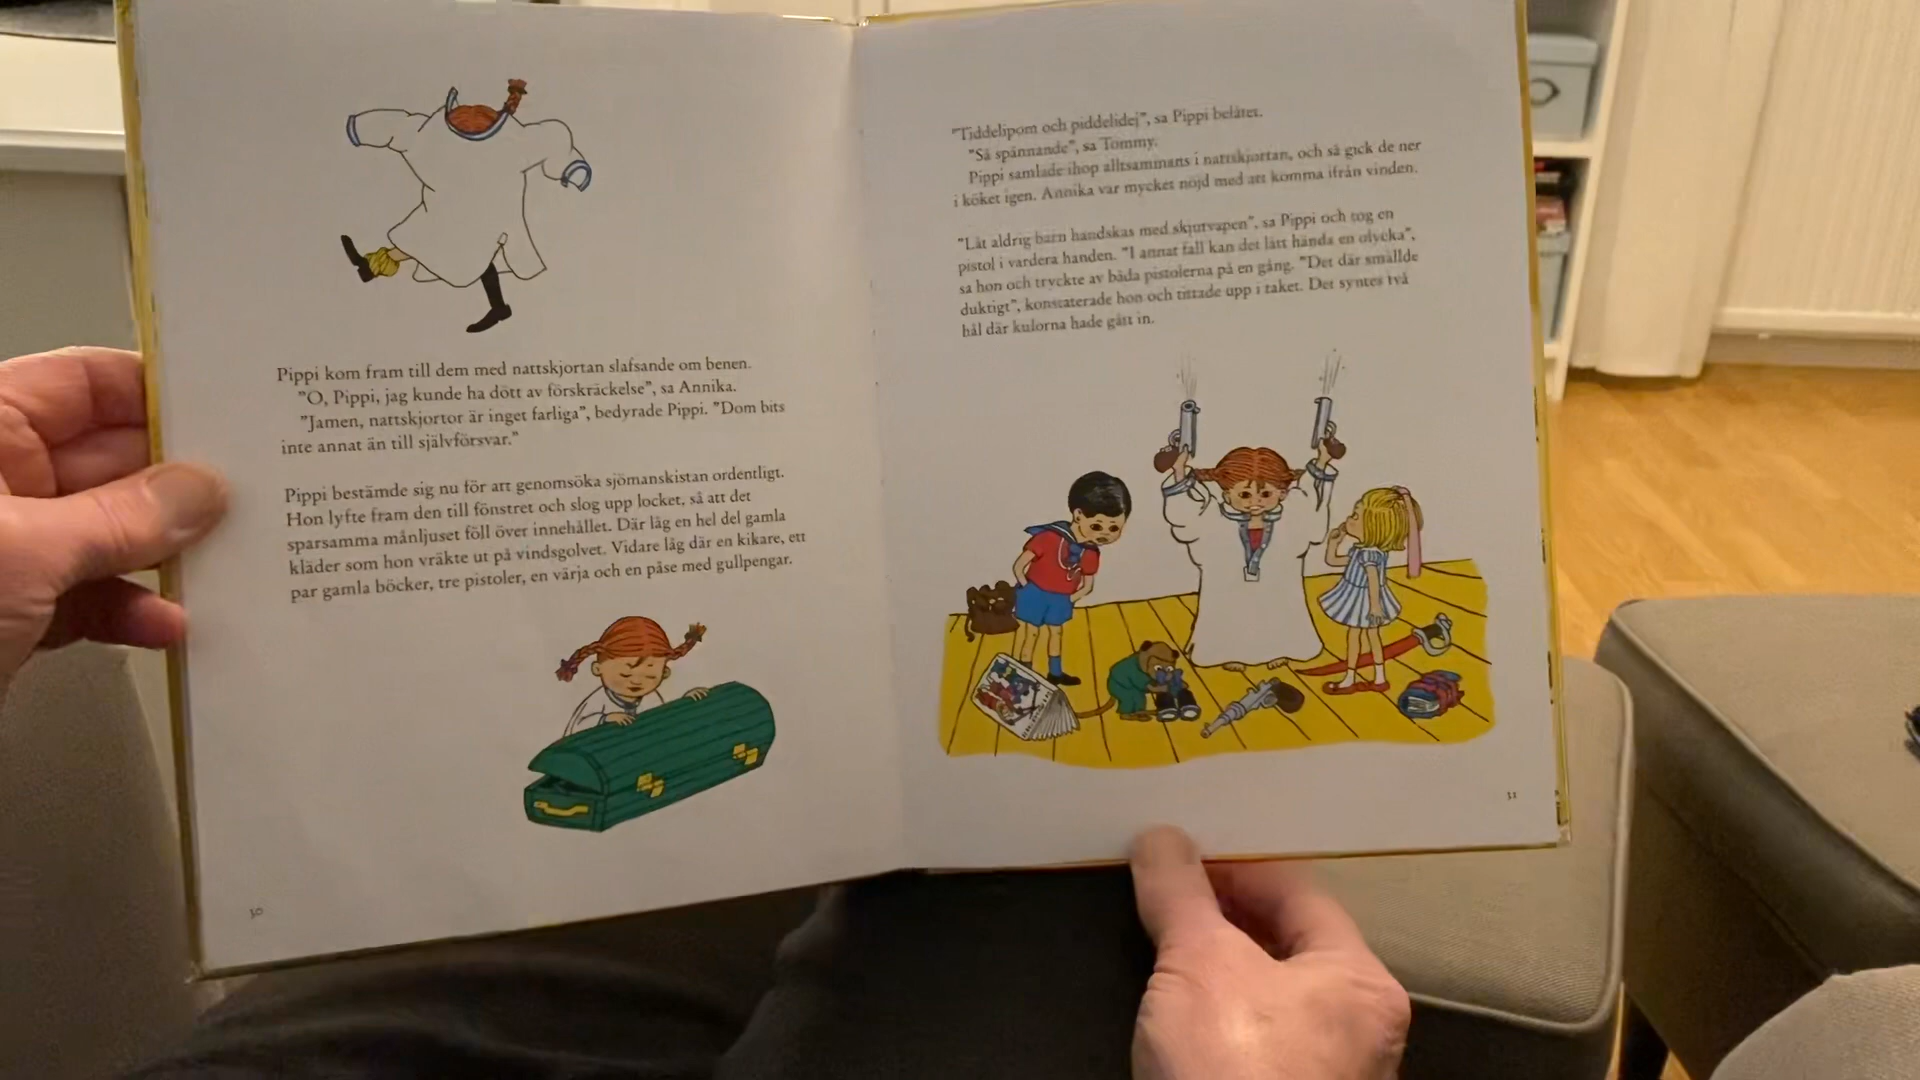 Pippi kom fram till dem med nattskjortan slafsande om benen.
"O, Pippi, jag kunde ha dött av förskräckelse", sa Annika.
"Jamen, nattskjortor är inget farliga", bedyrade Pippi. "Dom bits
inte annat än till självförsvar."
Pippi bestämde sig nu för att genomsöka sjömanskistan ordentligt.
Hon lyfte fram den till fönstret och slog upp locket, så att det
sparsamma månljuset föll över innehållet. Där låg en hel del gamla
kläder som hon vräkte ut på vindsgolvet. Vidare låg där en kikare, ett
par gamla böcker, tre pistoler, en värja och en påse med gullpengar.
30
"Tiddelipom och piddelidej", sa Pippi belåtet.
"Så spännande", sa Tommy.
Pippi samlade ihop alltsammans i nattskjortan, och så gick de ner
i köket igen. Annika var mycket nöjd med att komma ifrån vinden.
"Låt aldrig barn handskas med skjutvapen", sa Pippi och tog en
pistol i vardera handen. "I annat fall kan det lätt hända en olycka",
sa hon och tryckte av båda pistolerna på en gång. "Det där smällde
duktigt", konstaterade hon och tittade upp i taket. Det syntes två
hål där kulorna hade gått in.
31